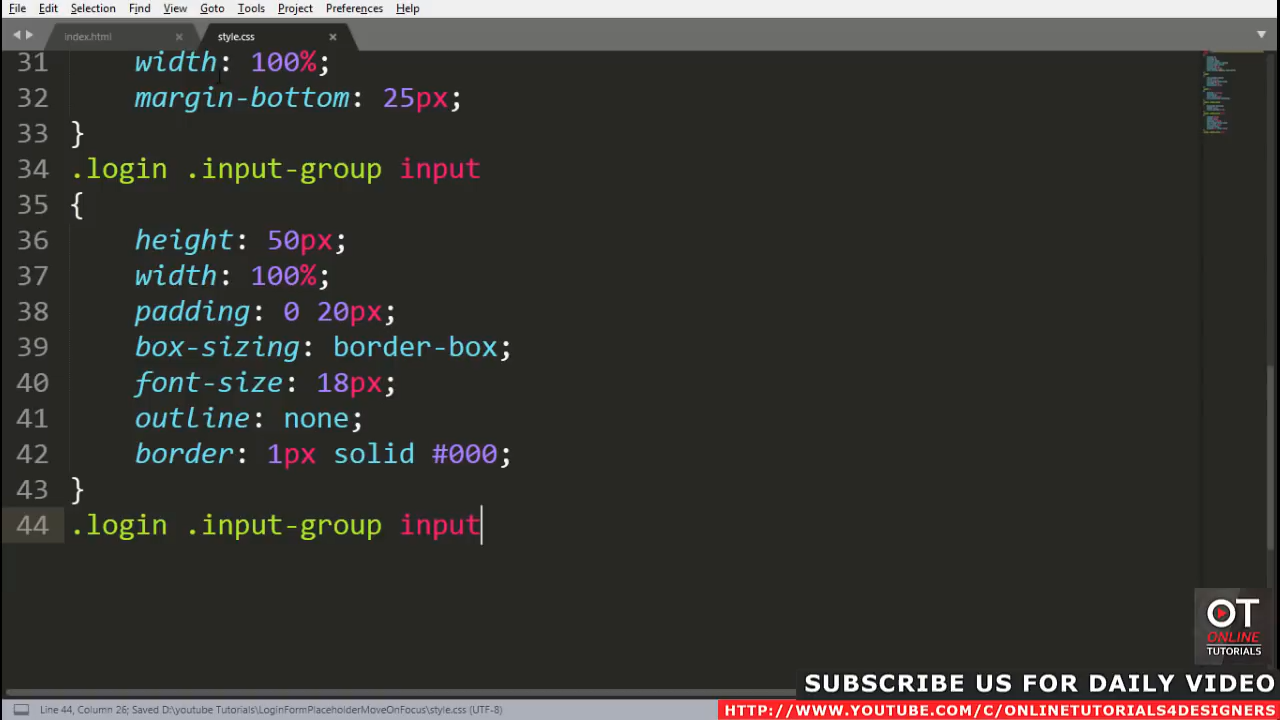 File Edit Selection Find View Goto Tools Project Preferences Help
index.html × style.css ×
31 width: 100%;
32 margin-bottom: 25px;
33 }
34 .login .input-group input
35 {
36 height: 50px;
37 width: 100%;
38 padding: 0 20px;
39 box-sizing: border-box;
40 font-size: 18px;
41 outline: none;
42 border: 1px solid #000;
43 }
44 .login .input-group input
OT
ONLINE
TUTORIALS
SUBSCRIBE US FOR DAILY VIDEO
Line 44, Column 26; Saved D:\youtube Tutorials\LoginFormPlaceholderMoveOnFocus\style.css (UTF-8)
HTTP://WWW.YOUTUBE.COM/C/ONLINETUTORIALS4DESIGNERS